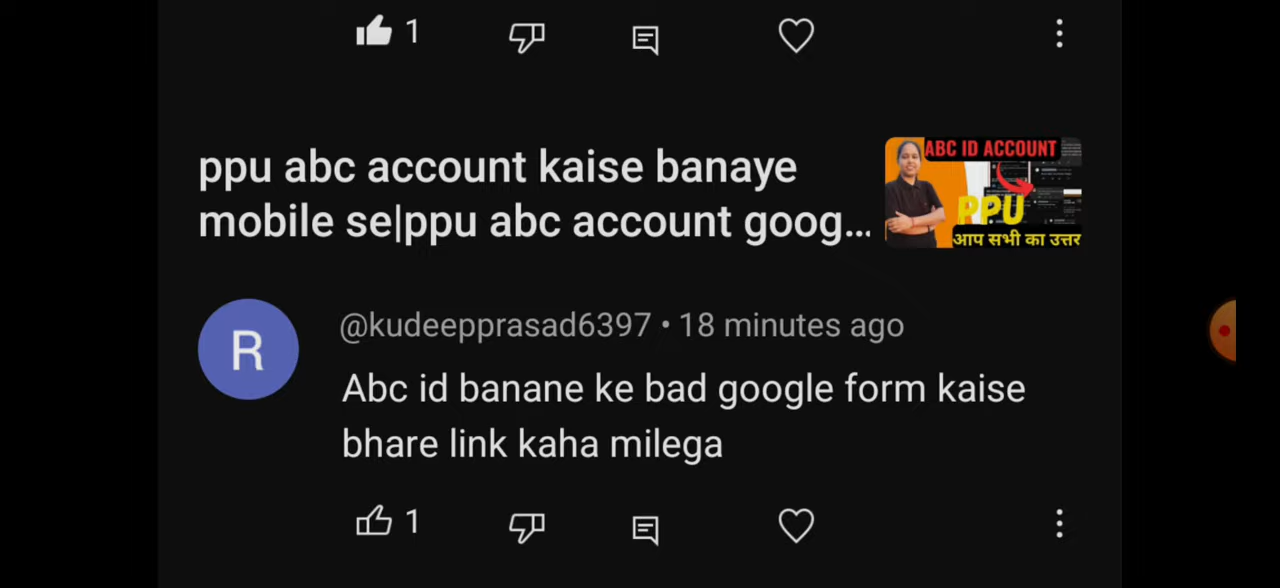 1
ppu abc account kaise banaye
mobile se|ppu abc account goog...
ABC ID ACCOUNT
PPU
आप सभी का उत्तर
R
@kudeepprasad6397 • 18 minutes ago
Abc id banane ke bad google form kaise
bhare link kaha milega
1